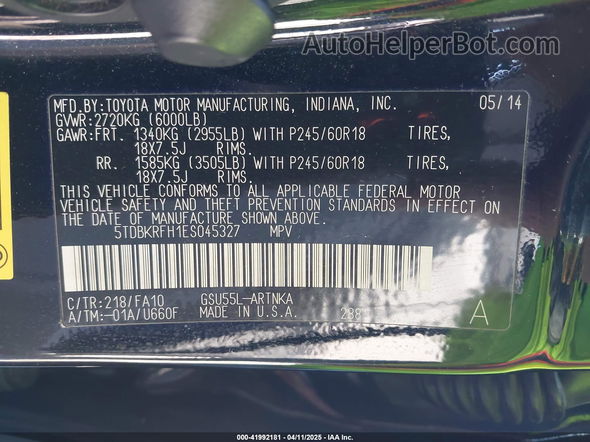 AutoHelperBot.com
MFD.BY:TOYOTA MOTOR MANUFACTURING, INDIANA, INC. 05/14
GVWR:2720KG (6000LB)
GAWR:FRT. 1340KG (2955LB) WITH P245/60R18 TIRES,
18X7.5J RIMS.
RR. 1585KG (3505LB) WITH P245/60R18 TIRES,
18X7.5J RIMS.
THIS VEHICLE CONFORMS TO ALL APPLICABLE FEDERAL MOTOR
VEHICLE SAFETY AND THEFT PREVENTION STANDARDS IN EFFECT ON
THE DATE OF MANUFACTURE SHOWN ABOVE.
5TDBKRFH1ES045327 MPV
C/TR:218/FA10 GSU55L-ARTNKA
A/TM:-01A/U660F MADE IN U.S.A. A
000-41992181 - 04/11/2025 - IAA Inc.